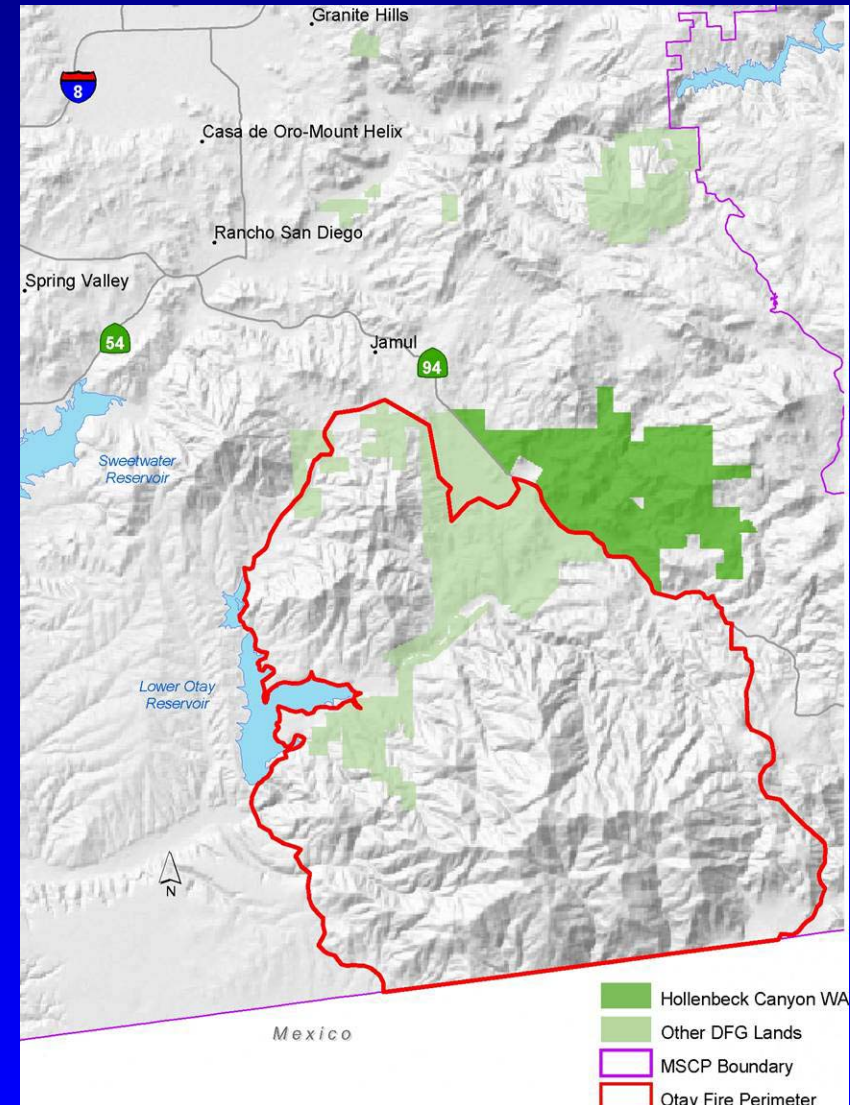 Granite Hills
8
Casa de Oro-Mount Helix
Rancho San Diego
Spring Valley
54
Jamul
94
Sweetwater
Reservoir
Lower Otay
Reservoir
N
Mexico
Hollenbeck Canyon WA
Other DFG Lands
MSCP Boundary
Otay Fire Perimeter